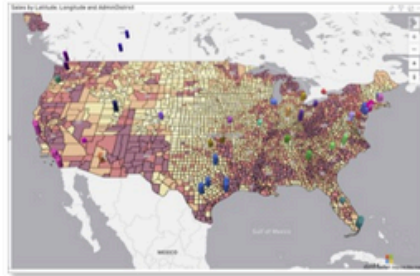 Sales by Latitude, Longitude and AdminDistrict
MEXICO
Gulf of Mexico